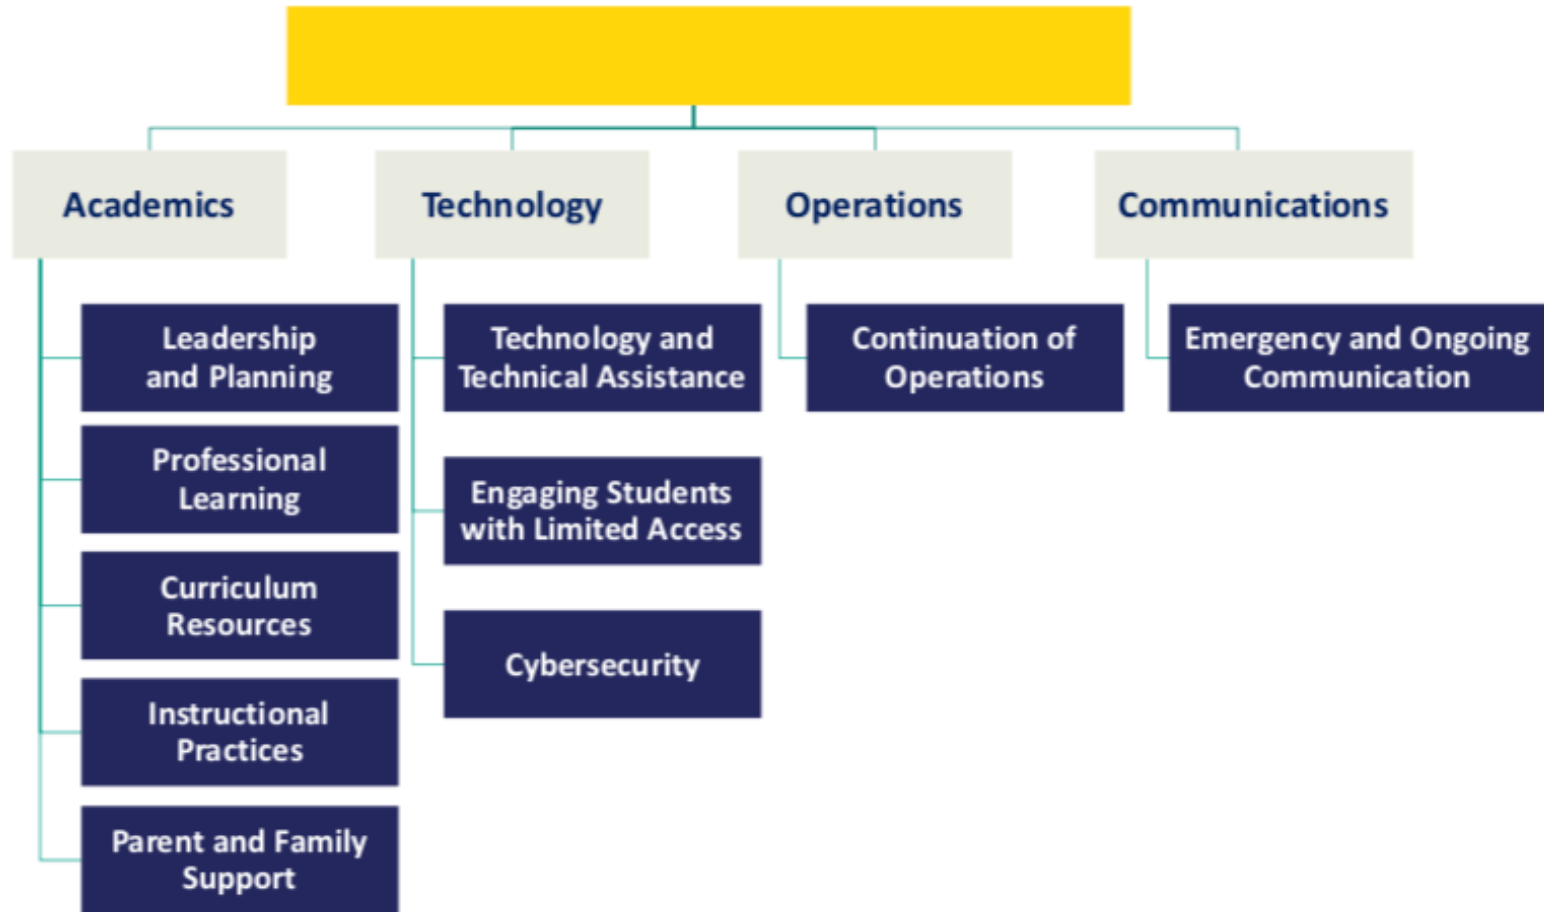 Academics
Technology
Operations
Communications
Leadership
and Planning
Professional
Learning
Curriculum
Resources
Instructional
Practices
Parent and Family
Support
Technology and
Technical Assistance
Engaging Students
with Limited Access
Cybersecurity
Continuation of
Operations
Emergency and Ongoing
Communication